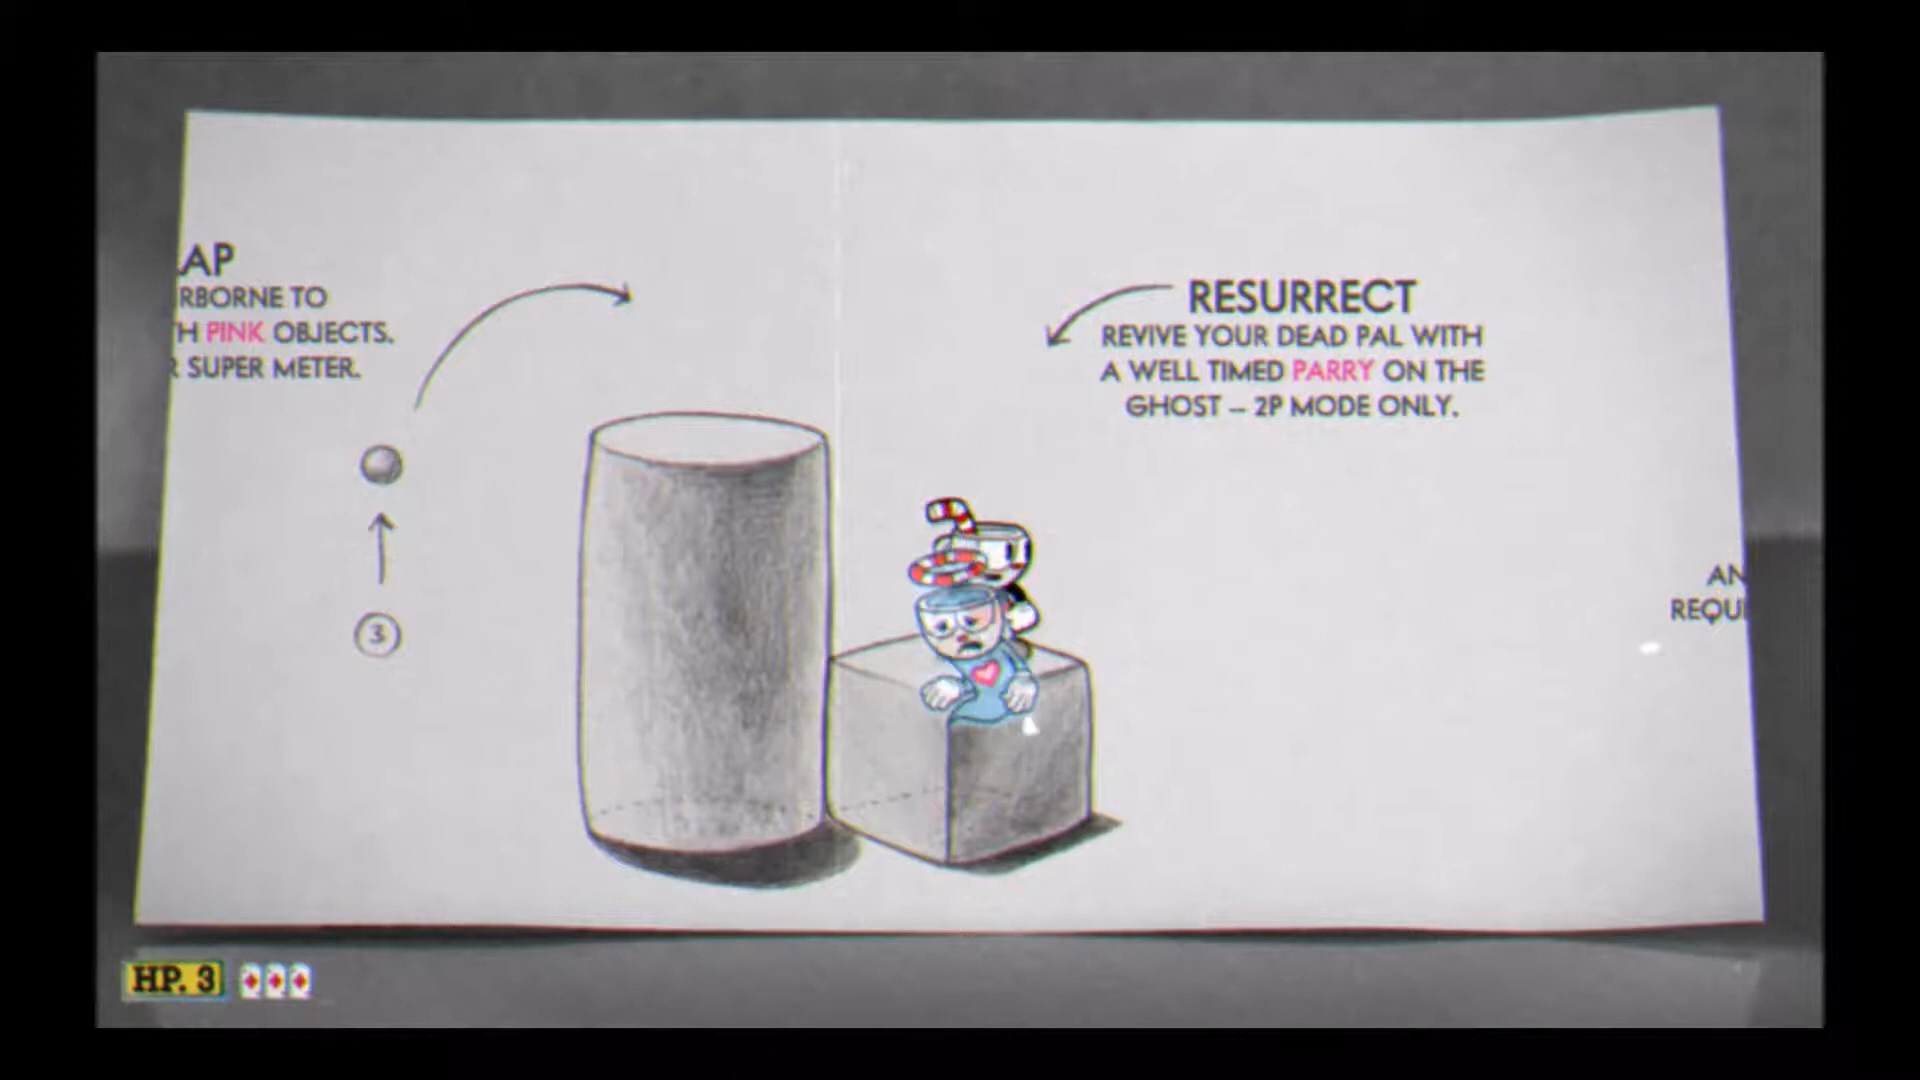 AP
RBORNE TO
TH PINK OBJECTS.
R SUPER METER.
3
RESURRECT
REVIVE YOUR DEAD PAL WITH
A WELL TIMED PARRY ON THE
GHOST – 2P MODE ONLY.
AN
REQU
HP. 3